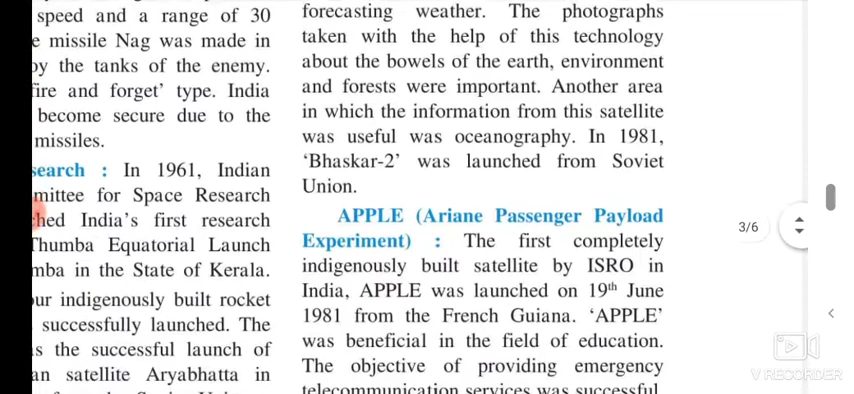 speed and a range of 30
missile Nag was made in
by the tanks of the enemy.
fire and forget' type. India
become secure due to the
missiles.
search : In 1961, Indian
mittee for Space Research
hed India's first research
Thumba Equatorial Launch
mba in the State of Kerala.
ur indigenously built rocket
successfully launched. The
s the successful launch of
an satellite Aryabhatta in
forecasting weather. The photographs
taken with the help of this technology
about the bowels of the earth, environment
and forests were important. Another area
in which the information from this satellite
was useful was oceanography. In 1981,
'Bhaskar-2' was launched from Soviet
Union.
APPLE (Ariane Passenger Payload
Experiment) : The first completely
indigenously built satellite by ISRO in
India, APPLE was launched on 19th June
1981 from the French Guiana. 'APPLE'
was beneficial in the field of education.
The objective of providing emergency
telecommunication services was successful.
3/6
V RECORDER